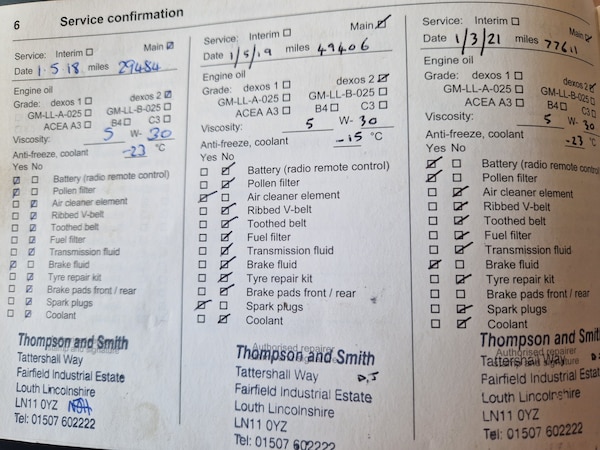 6 Service confirmation
Service: Interim ☐ Main ☑
Date 1·5·18 miles 29484
Engine oil
Grade: dexos 1 ☐ dexos 2 ☑
GM-LL-A-025 ☐ GM-LL-B-025 ☐
ACEA A3 ☐ B4 ☐ C3 ☐
Viscosity: 5 W- 30
Anti-freeze, coolant -23 °C
Yes No
☑ ☐ Battery (radio remote control)
☑ ☐ Pollen filter
☐ ☑ Air cleaner element
☐ ☑ Ribbed V-belt
☐ ☑ Toothed belt
☐ ☑ Fuel filter
☐ ☑ Transmission fluid
☑ ☐ Brake fluid
☐ ☑ Tyre repair kit
☐ ☑ Brake pads front / rear
☐ ☑ Spark plugs
☐ ☑ Coolant
Thompson and Smith
Tattershall Way
Fairfield Industrial Estate
Louth Lincolnshire
LN11 0YZ
Tel: 01507 602222
Service: Interim ☐ Main ☑
Date 1/5/19 miles 49406
Engine oil
Grade: dexos 1 ☐ dexos 2 ☑
GM-LL-A-025 ☐ GM-LL-B-025 ☐
ACEA A3 ☐ B4 ☐ C3 ☐
Viscosity: 5 W- 30
Anti-freeze, coolant -15 °C
Yes No
☐ ☑ Battery (radio remote control)
☐ ☑ Pollen filter
☑ ☐ Air cleaner element
☐ ☑ Ribbed V-belt
☐ ☑ Toothed belt
☐ ☑ Fuel filter
☐ ☑ Transmission fluid
☐ ☑ Brake fluid
☐ ☑ Tyre repair kit
☐ ☑ Brake pads front / rear
☑ ☐ Spark plugs
☐ ☑ Coolant
Authorised repairer
Thompson and Smith
Tattershall Way
Fairfield Industrial Estate
Louth Lincolnshire
LN11 0YZ
Tel: 01507 602222
Service: Interim ☐ Main ☑
Date 1/3/21 miles 77611
Engine oil
Grade: dexos 1 ☐ dexos 2 ☑
GM-LL-A-025 ☐ GM-LL-B-025 ☐
ACEA A3 ☐ B4 ☐ C3 ☐
Viscosity: 5 W- 30
Anti-freeze, coolant -23 °C
Yes No
☑ ☐ Battery (radio remote control)
☑ ☐ Pollen filter
☐ ☑ Air cleaner element
☐ ☑ Ribbed V-belt
☐ ☑ Toothed belt
☐ ☑ Fuel filter
☐ ☑ Transmission fluid
☑ ☐ Brake fluid
☐ ☑ Tyre repair kit
Brake pads front / rear
☐ ☑ Spark plugs
☐ ☑ Coolant
Thompson and Smith
Authorised repairer
Tattershall Way
Fairfield Industrial Estate
Louth Lincolnshire
LN11 0YZ
Tel: 01507 602222